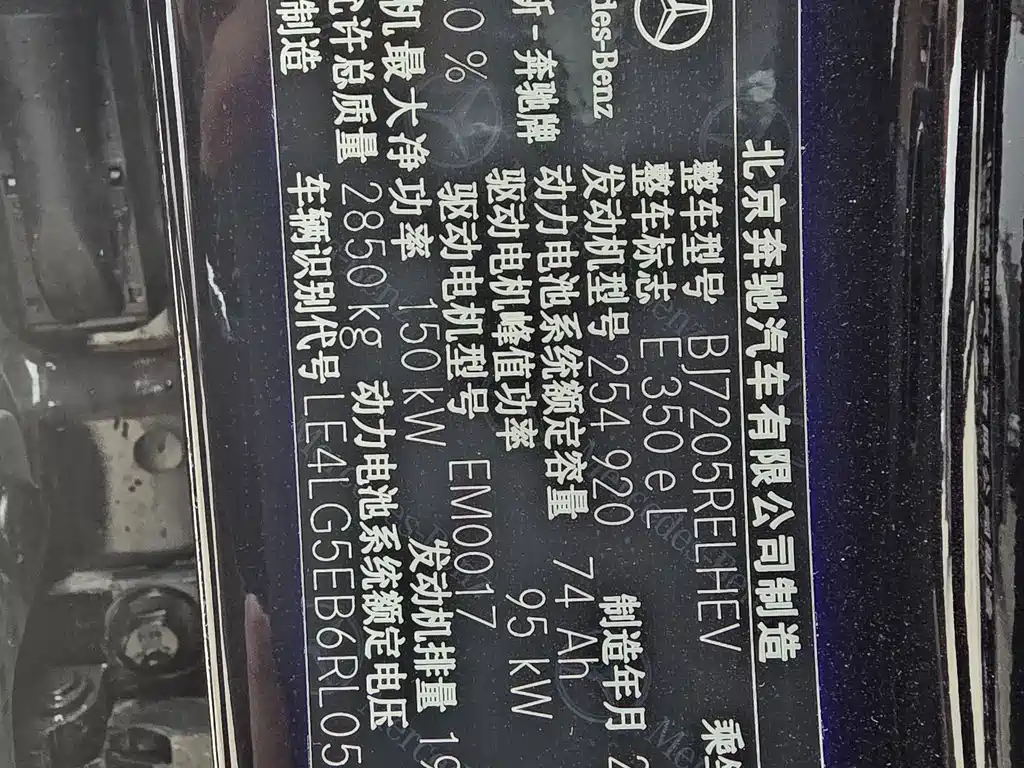 北京奔驰汽车有限公司制造
整车型号 BJ7205RELHEV
des-Benz 整车标志 E 350 e L
发动机型号 254 920 制造年月 2
新-奔驰牌 动力电池系统额定容量 74 Ah
驱动电机峰值功率 95 kW
0 % 驱动电机型号 EM0017
机最大净功率 150 kW 发动机排量 19
许总质量 2850 kg 动力电池系统额定电压
制造 车辆识别代号 LE4LG5EB6RL05